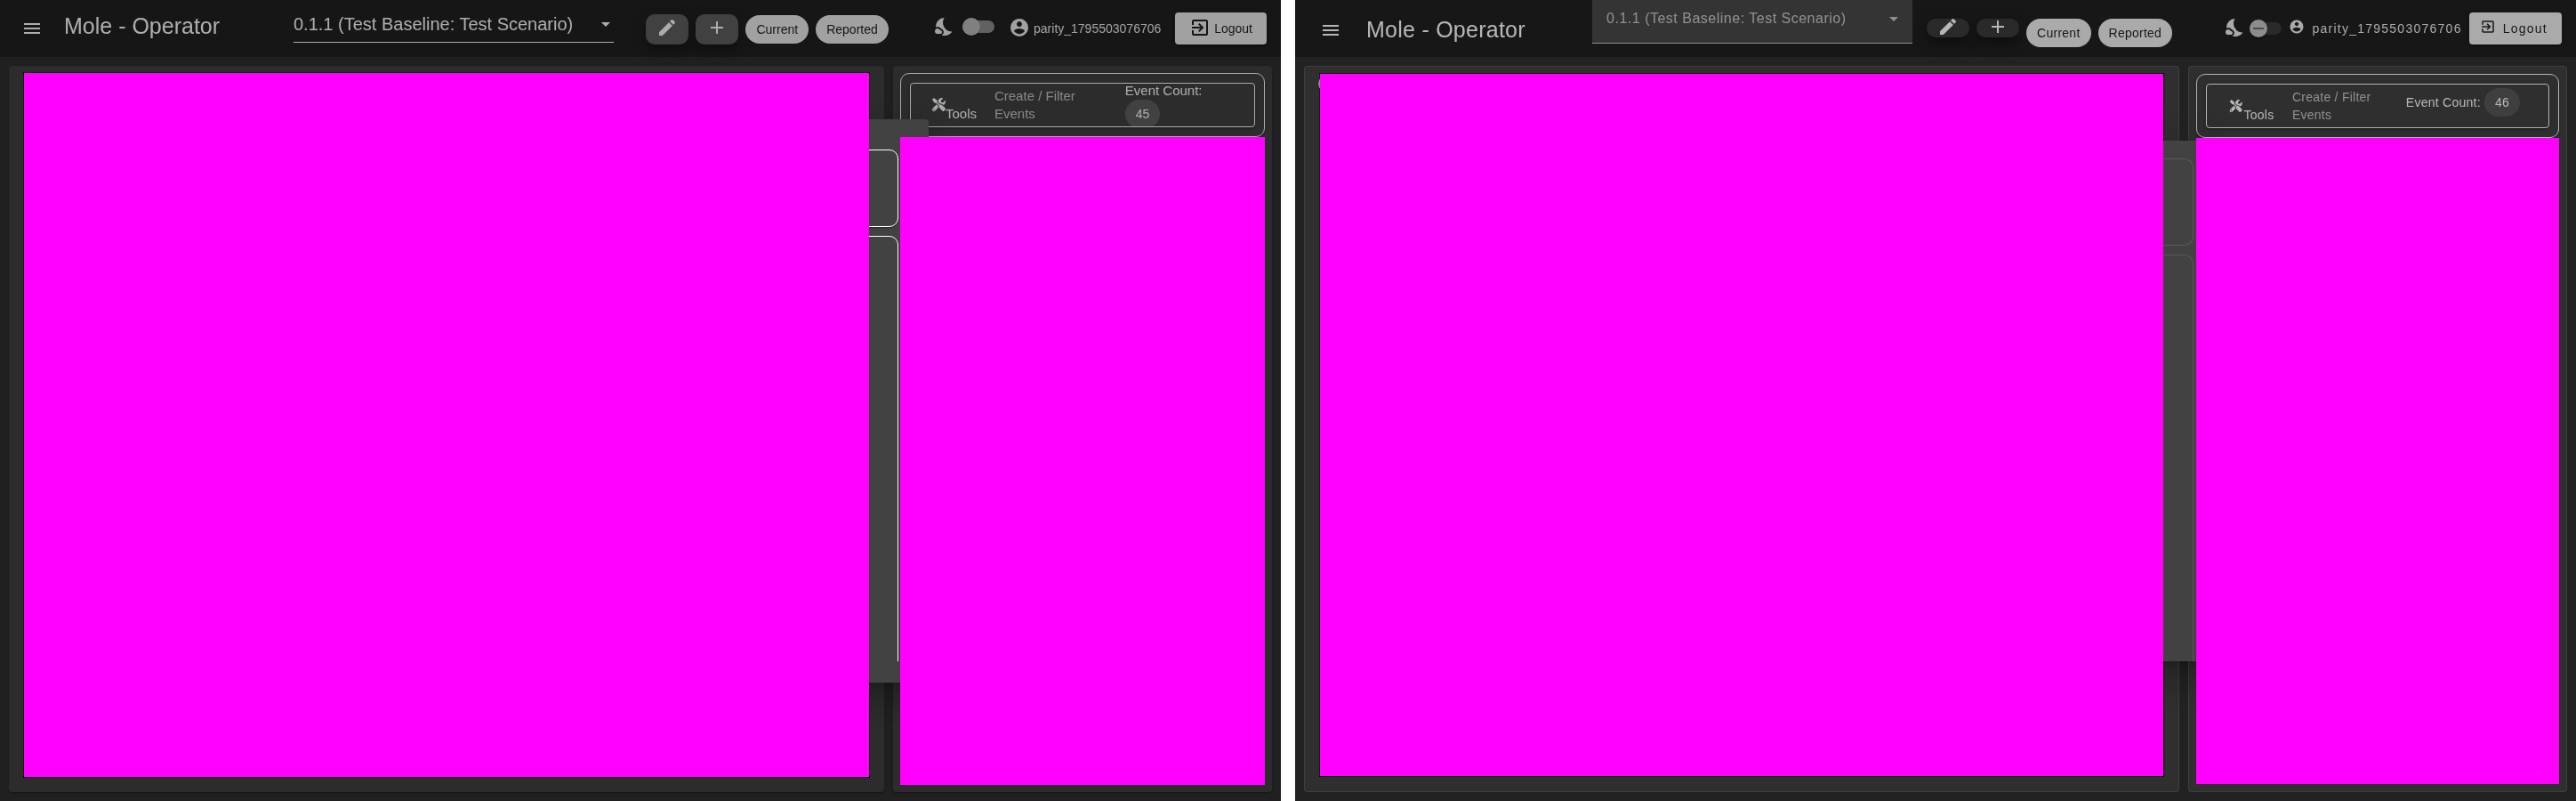 Mole - Operator
0.1.1 (Test Baseline: Test Scenario)
Current
Reported
parity_1795503076706
Logout
Tools
Create / Filter
Events
Event Count:
45
Mole - Operator
0.1.1 (Test Baseline: Test Scenario)
Current
Reported
parity_1795503076706
Logout
Tools
Create / Filter
Events
Event Count: 46